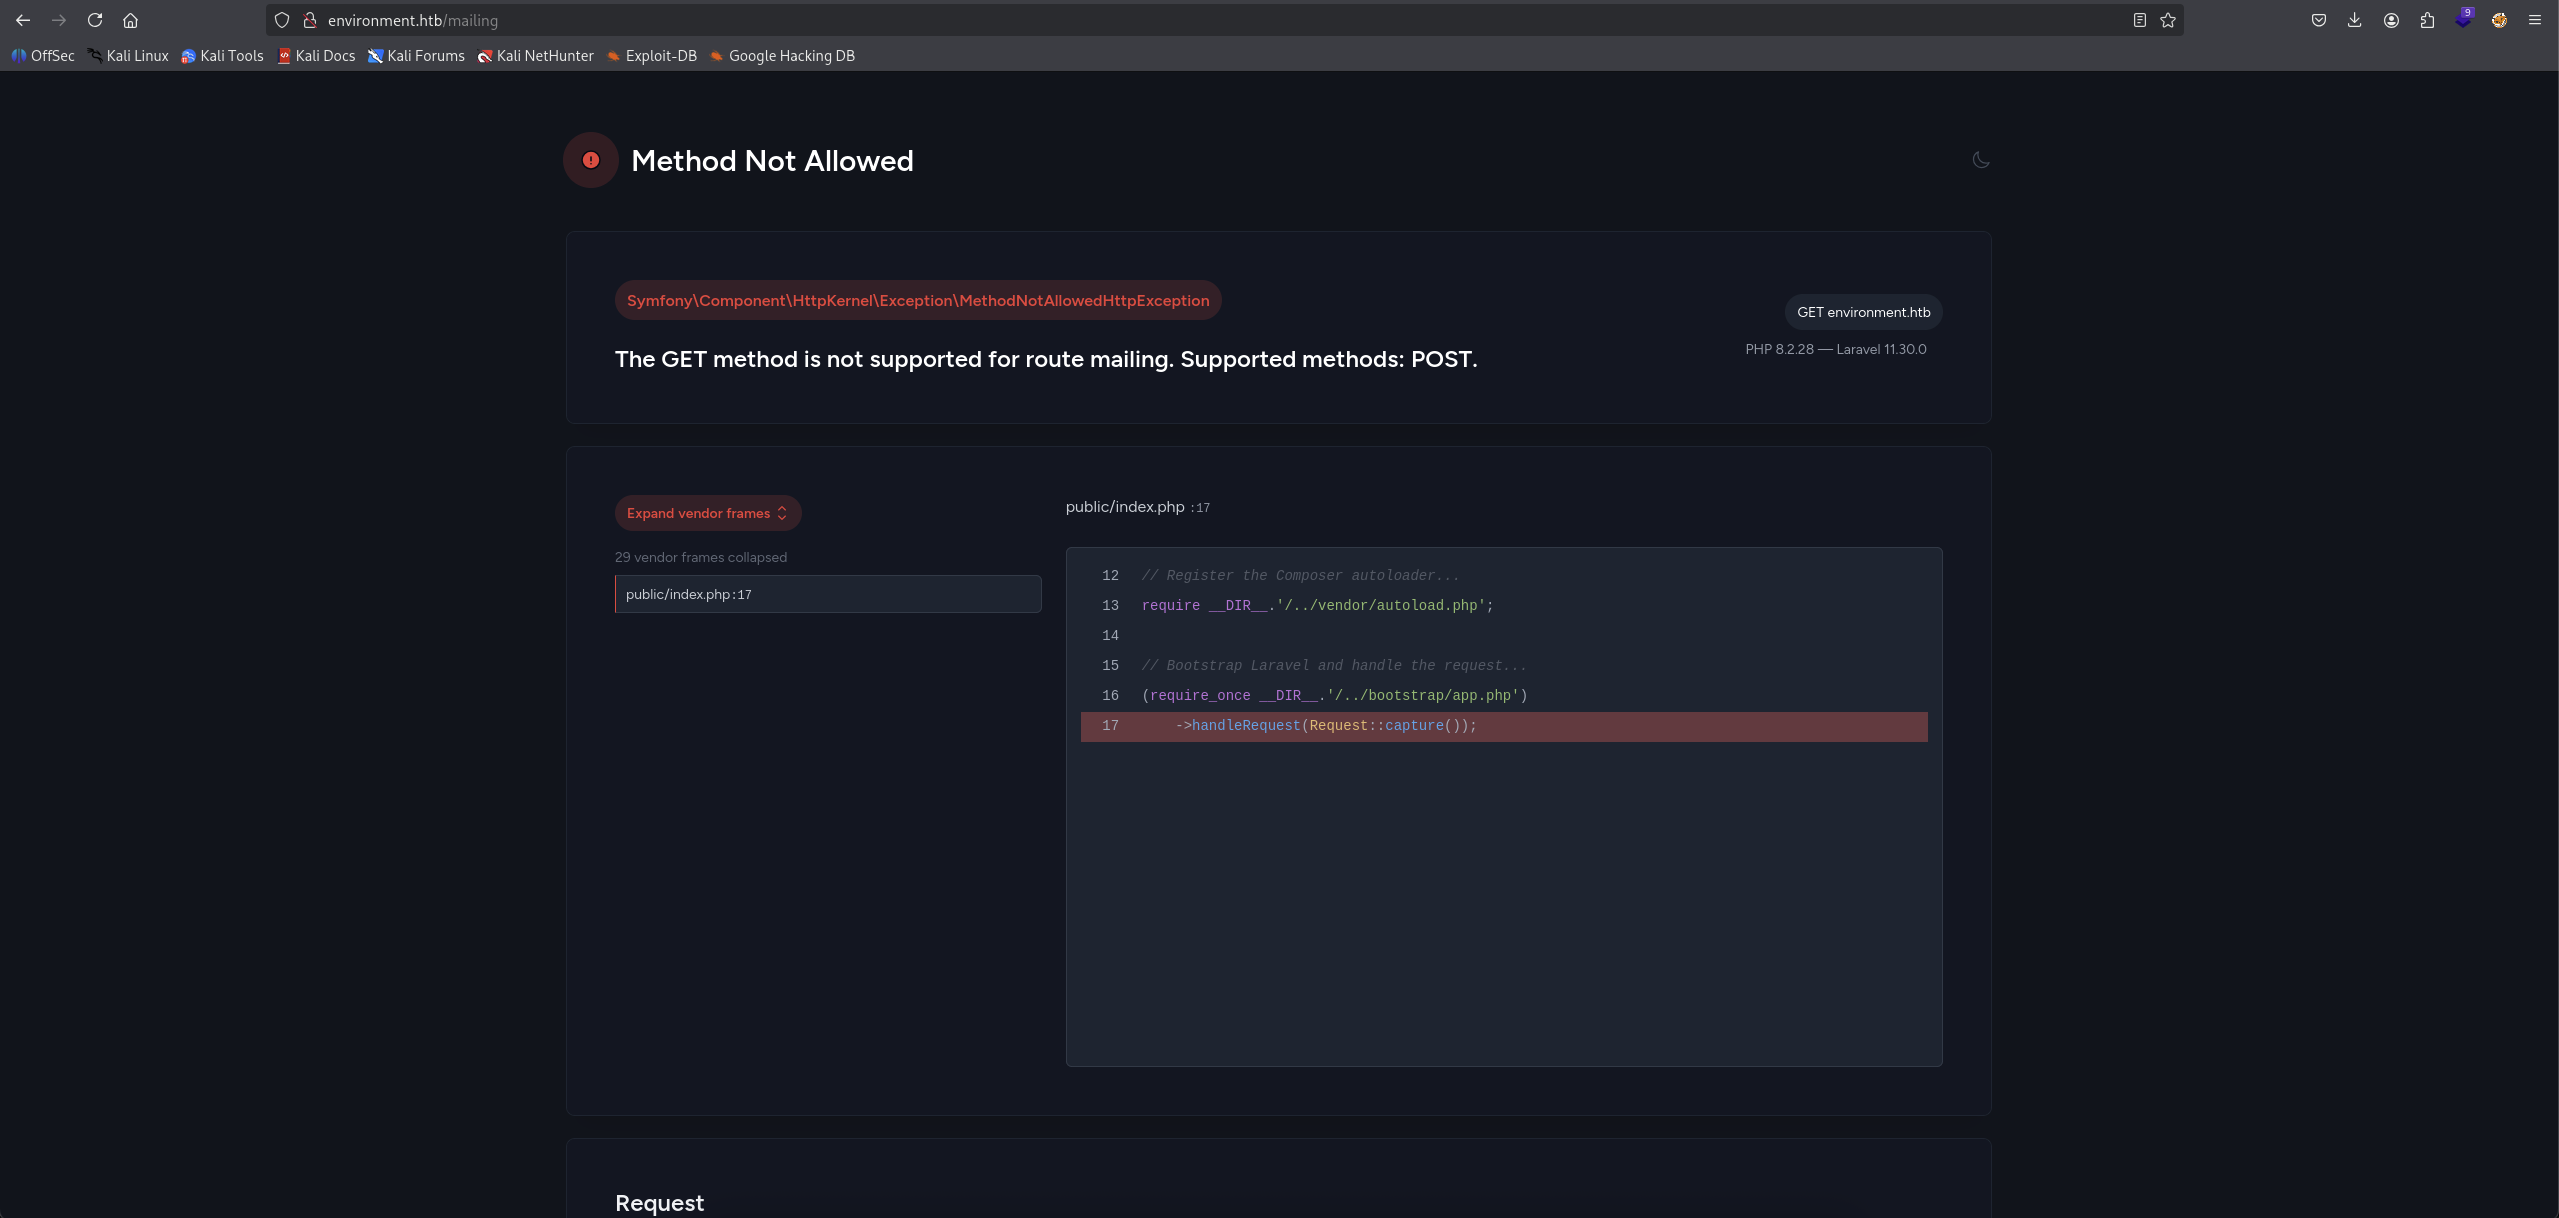 environment.htb/mailing
9
OffSec Kali Linux Kali Tools Kali Docs Kali Forums Kali NetHunter Exploit-DB Google Hacking DB
Method Not Allowed
Symfony\Component\HttpKernel\Exception\MethodNotAllowedHttpException
GET environment.htb
The GET method is not supported for route mailing. Supported methods: POST.
PHP 8.2.28 — Laravel 11.30.0
Expand vendor frames
29 vendor frames collapsed
public/index.php:17
public/index.php :17
12 // Register the Composer autoloader...
13 require __DIR__.'/../vendor/autoload.php';
14
15 // Bootstrap Laravel and handle the request...
16 (require_once __DIR__.'/../bootstrap/app.php')
17     ->handleRequest(Request::capture());
Request